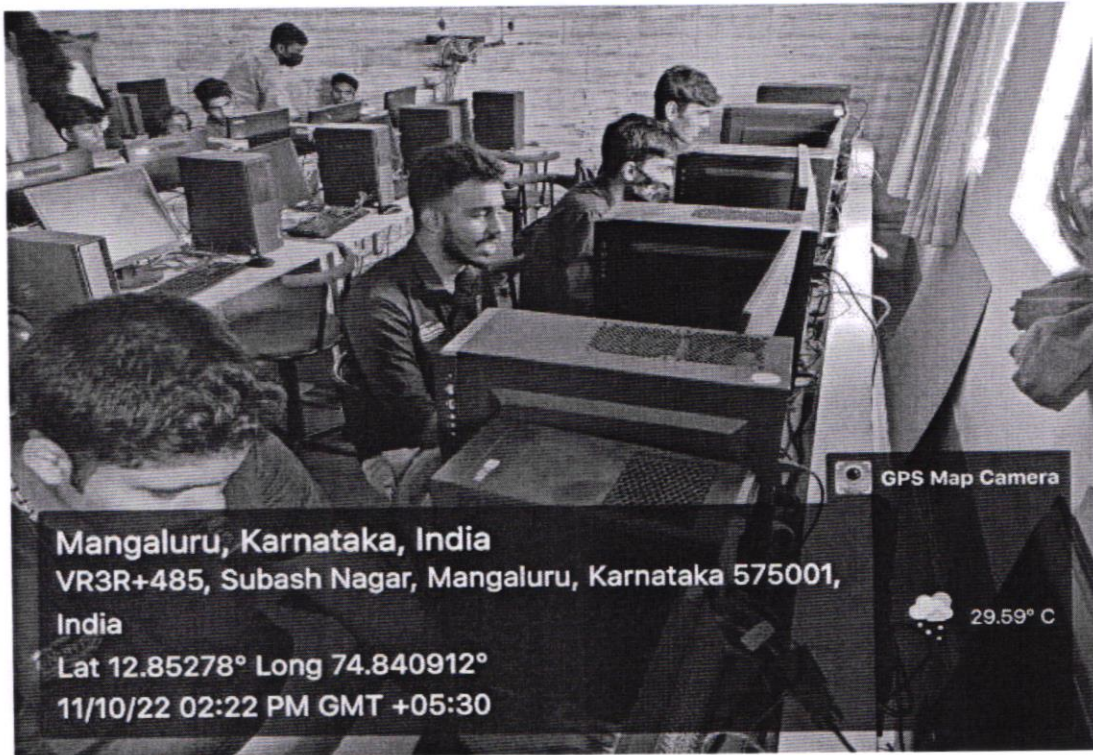 GPS Map Camera
Mangaluru, Karnataka, India
VR3R+485, Subash Nagar, Mangaluru, Karnataka 575001,
India
29.59° C
Lat 12.85278° Long 74.840912°
11/10/22 02:22 PM GMT +05:30